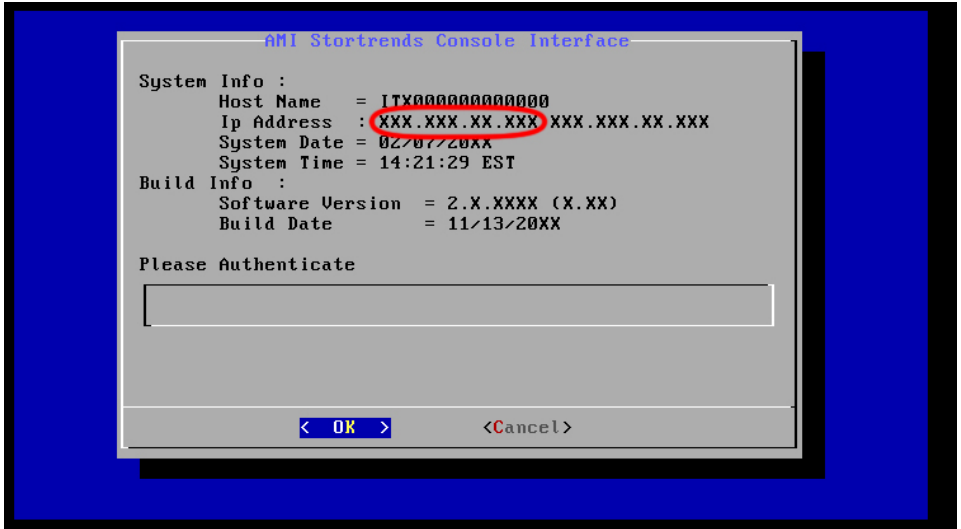 AMI Stortrends Console Interface
System Info :
Host Name = ITX000000000000
Ip Address : XXX.XXX.XX.XXX XXX.XXX.XX.XXX
System Date = 02/07/20XX
System Time = 14:21:29 EST
Build Info :
Software Version = 2.X.XXXX (X.XX)
Build Date = 11/13/20XX
Please Authenticate
< OK > <Cancel>